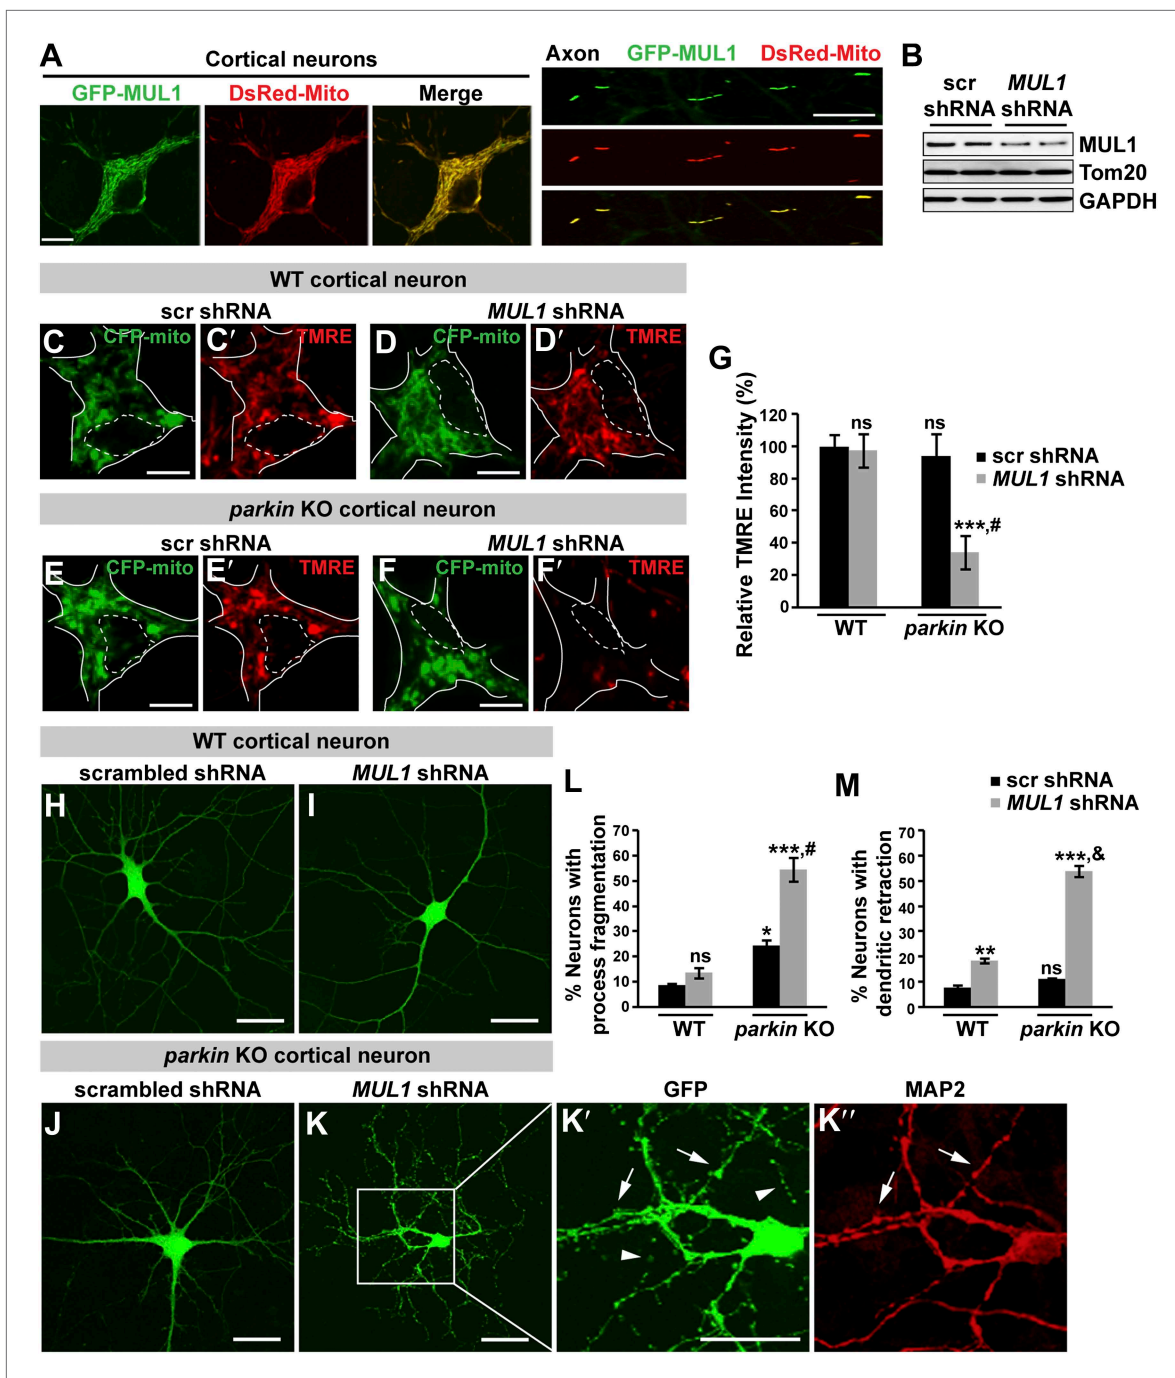 A
Cortical neurons
GFP-MUL1 DsRed-Mito Merge
Axon GFP-MUL1 DsRed-Mito
B
scr shRNA
MUL1 shRNA
MUL1
Tom20
GAPDH
WT cortical neuron
scr shRNA MUL1 shRNA
C CFP-mito C′ TMRE D CFP-mito D′ TMRE
parkin KO cortical neuron
scr shRNA MUL1 shRNA
E CFP-mito E′ TMRE F CFP-mito F′ TMRE
G
Relative TMRE Intensity (%)
120
100
80
60
40
20
0
ns ns
***,#
scr shRNA
MUL1 shRNA
WT parkin KO
WT cortical neuron
scrambled shRNA MUL1 shRNA
H I
parkin KO cortical neuron
scrambled shRNA MUL1 shRNA
J K
L
% Neurons with
process fragmentation
70
60
50
40
30
20
10
0
ns * ***,#
WT parkin KO
M
scr shRNA
MUL1 shRNA
% Neurons with
dendritic retraction
70
60
50
40
30
20
10
0
** ns ***,&
WT parkin KO
GFP MAP2
K′ K′′